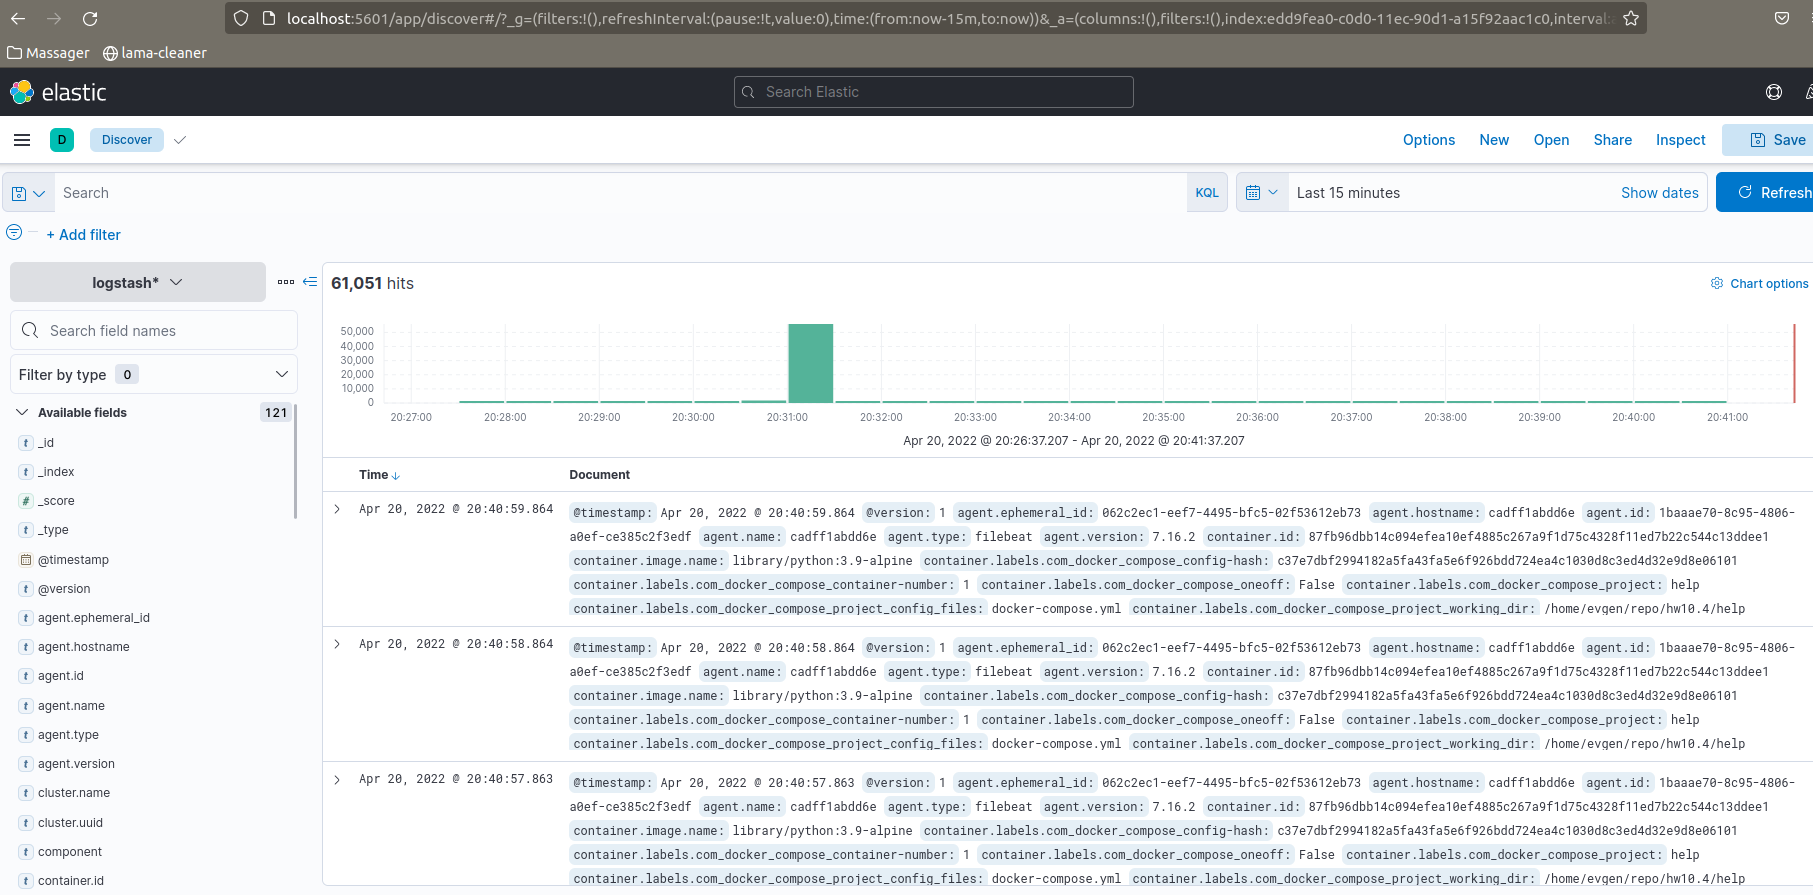 localhost:5601/app/discover#/?_g=(filters:!(),refreshInterval:(pause:!t,value:0),time:(from:now-15m,to:now))&_a=(columns:!(),filters:!(),index:edd9fea0-c0d0-11ec-90d1-a15f92aac1c0,interval:a
Massager lama-cleaner
elastic Search Elastic
D Discover Options New Open Share Inspect Save
Search KQL Last 15 minutes Show dates Refresh
+ Add filter
logstash* 61,051 hits Chart options
Search field names
Filter by type 0
50,000
40,000
30,000
20,000
10,000
0
20:27:00 20:28:00 20:29:00 20:30:00 20:31:00 20:32:00 20:33:00 20:34:00 20:35:00 20:36:00 20:37:00 20:38:00 20:39:00 20:40:00 20:41:00
Apr 20, 2022 @ 20:26:37.207 - Apr 20, 2022 @ 20:41:37.207
Available fields 121
t _id
t _index
# _score
t _type
@timestamp
t @version
t agent.ephemeral_id
t agent.hostname
t agent.id
t agent.name
t agent.type
t agent.version
t cluster.name
t cluster.uuid
t component
t container.id
Time Document
Apr 20, 2022 @ 20:40:59.864 @timestamp: Apr 20, 2022 @ 20:40:59.864 @version: 1 agent.ephemeral_id: 062c2ec1-eef7-4495-bfc5-02f53612eb73 agent.hostname: cadff1abdd6e agent.id: 1baaae70-8c95-4806-
a0ef-ce385c2f3edf agent.name: cadff1abdd6e agent.type: filebeat agent.version: 7.16.2 container.id: 87fb96dbb14c094efea10ef4885c267a9f1d75c4328f11ed7b22c544c13ddee1
container.image.name: library/python:3.9-alpine container.labels.com_docker_compose_config-hash: c37e7dbf2994182a5fa43fa5e6f926bdd724ea4c1030d8c3ed4d32e9d8e06101
container.labels.com_docker_compose_container-number: 1 container.labels.com_docker_compose_oneoff: False container.labels.com_docker_compose_project: help
container.labels.com_docker_compose_project_config_files: docker-compose.yml container.labels.com_docker_compose_project_working_dir: /home/evgen/repo/hw10.4/help
Apr 20, 2022 @ 20:40:58.864 @timestamp: Apr 20, 2022 @ 20:40:58.864 @version: 1 agent.ephemeral_id: 062c2ec1-eef7-4495-bfc5-02f53612eb73 agent.hostname: cadff1abdd6e agent.id: 1baaae70-8c95-4806-
a0ef-ce385c2f3edf agent.name: cadff1abdd6e agent.type: filebeat agent.version: 7.16.2 container.id: 87fb96dbb14c094efea10ef4885c267a9f1d75c4328f11ed7b22c544c13ddee1
container.image.name: library/python:3.9-alpine container.labels.com_docker_compose_config-hash: c37e7dbf2994182a5fa43fa5e6f926bdd724ea4c1030d8c3ed4d32e9d8e06101
container.labels.com_docker_compose_container-number: 1 container.labels.com_docker_compose_oneoff: False container.labels.com_docker_compose_project: help
container.labels.com_docker_compose_project_config_files: docker-compose.yml container.labels.com_docker_compose_project_working_dir: /home/evgen/repo/hw10.4/help
Apr 20, 2022 @ 20:40:57.863 @timestamp: Apr 20, 2022 @ 20:40:57.863 @version: 1 agent.ephemeral_id: 062c2ec1-eef7-4495-bfc5-02f53612eb73 agent.hostname: cadff1abdd6e agent.id: 1baaae70-8c95-4806-
a0ef-ce385c2f3edf agent.name: cadff1abdd6e agent.type: filebeat agent.version: 7.16.2 container.id: 87fb96dbb14c094efea10ef4885c267a9f1d75c4328f11ed7b22c544c13ddee1
container.image.name: library/python:3.9-alpine container.labels.com_docker_compose_config-hash: c37e7dbf2994182a5fa43fa5e6f926bdd724ea4c1030d8c3ed4d32e9d8e06101
container.labels.com_docker_compose_container-number: 1 container.labels.com_docker_compose_oneoff: False container.labels.com_docker_compose_project: help
container.labels.com_docker_compose_project_config_files: docker-compose.yml container.labels.com_docker_compose_project_working_dir: /home/evgen/repo/hw10.4/help